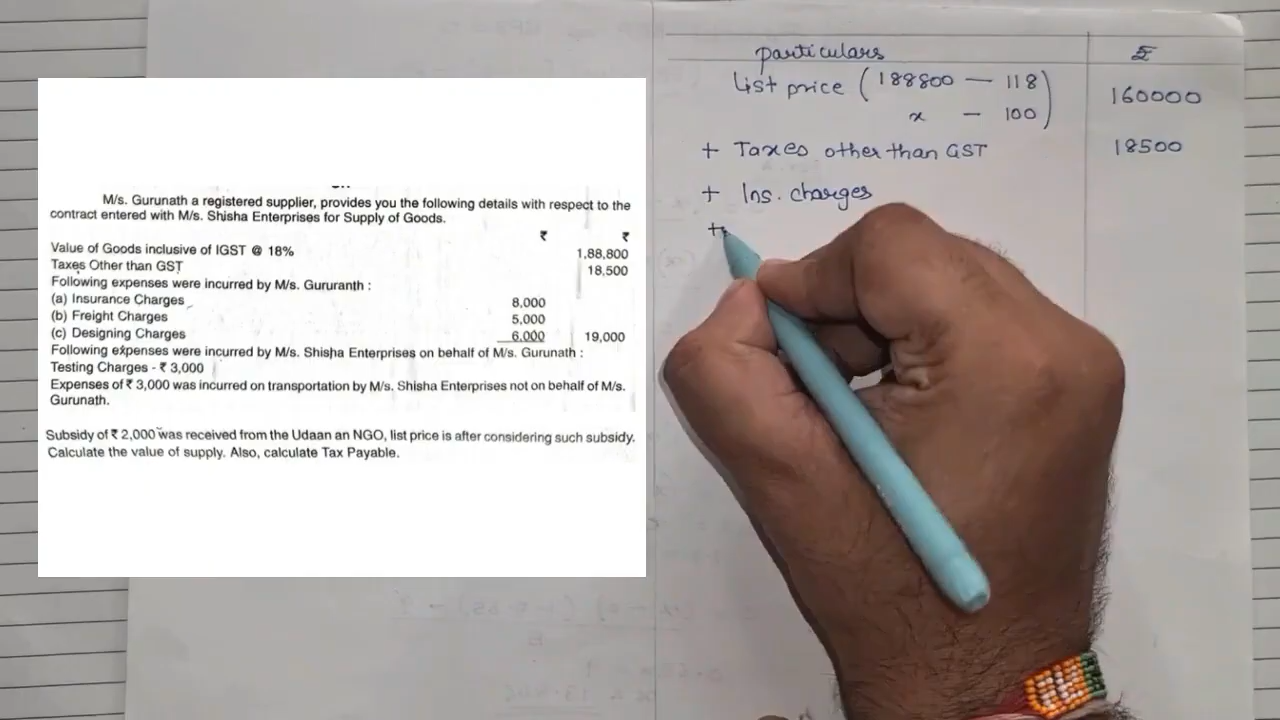 M/s. Gurunath a registered supplier, provides you the following details with respect to the
contract entered with M/s. Shisha Enterprises for Supply of Goods.
₹ ₹
Value of Goods inclusive of IGST @ 18% 1,88,800
Taxes Other than GST 18,500
Following expenses were incurred by M/s. Gururanth :
(a) Insurance Charges 8,000
(b) Freight Charges 5,000
(c) Designing Charges 6,000 19,000
Following expenses were incurred by M/s. Shisha Enterprises on behalf of M/s. Gurunath :
Testing Charges - ₹ 3,000
Expenses of ₹ 3,000 was incurred on transportation by M/s. Shisha Enterprises not on behalf of M/s.
Gurunath.
Subsidy of ₹ 2,000 was received from the Udaan an NGO, list price is after considering such subsidy.
Calculate the value of supply. Also, calculate Tax Payable.
particulars ₹
List price (188800 — 118 160000
x — 100)
+ Taxes other than GST 18500
+ Ins. charges
+